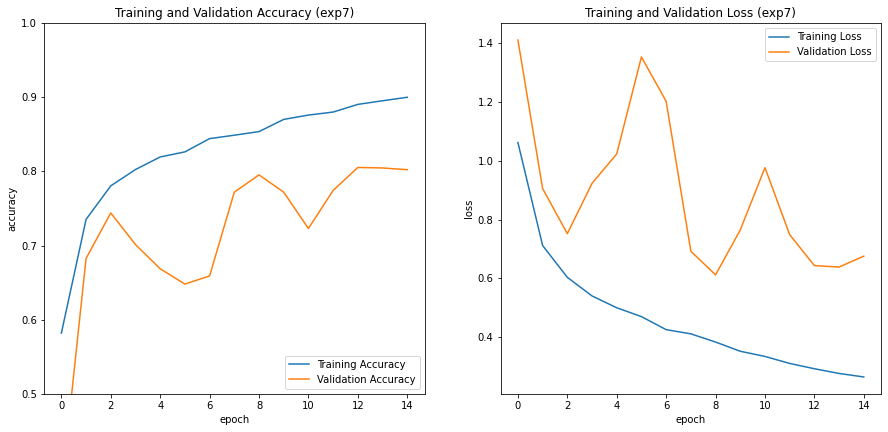 Training and Validation Accuracy (exp7)
1.0
0.9
0.8
0.7
0.6
0.5
accuracy
0 2 4 6 8 10 12 14
epoch
Training Accuracy
Validation Accuracy
Training and Validation Loss (exp7)
1.4
1.2
1.0
0.8
0.6
0.4
loss
0 2 4 6 8 10 12 14
epoch
Training Loss
Validation Loss